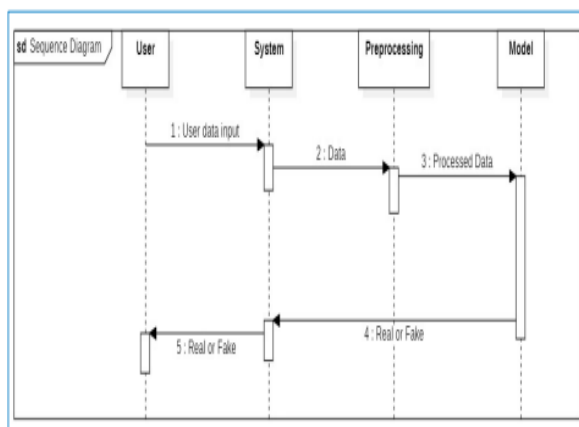 sd Sequence Diagram
User
System
Preprocessing
Model
1 : User data input
2 : Data
3 : Processed Data
4 : Real or Fake
5 : Real or Fake